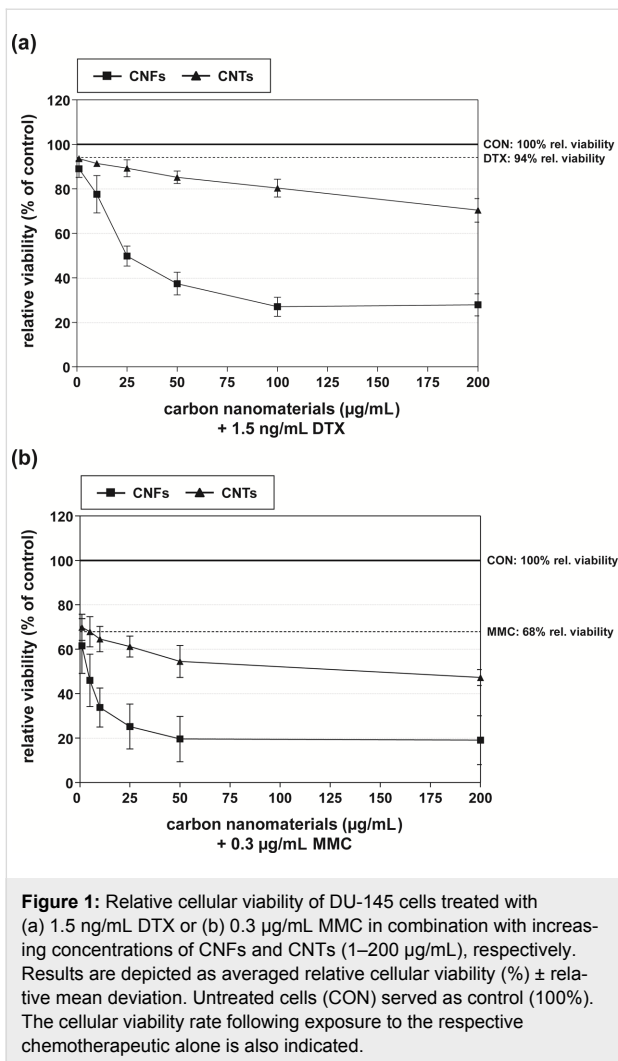 (a)
CNFs CNTs
120
100
80
60
40
20
0
relative viability (% of control)
CON: 100% rel. viability
DTX: 94% rel. viability
0 25 50 75 100 125 150 175 200
carbon nanomaterials (µg/mL)
+ 1.5 ng/mL DTX
(b)
CNFs CNTs
120
100
80
60
40
20
0
relative viability (% of control)
CON: 100% rel. viability
MMC: 68% rel. viability
0 25 50 75 100 125 150 175 200
carbon nanomaterials (µg/mL)
+ 0.3 µg/mL MMC
Figure 1: Relative cellular viability of DU-145 cells treated with
(a) 1.5 ng/mL DTX or (b) 0.3 µg/mL MMC in combination with increas-
ing concentrations of CNFs and CNTs (1–200 µg/mL), respectively.
Results are depicted as averaged relative cellular viability (%) ± rela-
tive mean deviation. Untreated cells (CON) served as control (100%).
The cellular viability rate following exposure to the respective
chemotherapeutic alone is also indicated.